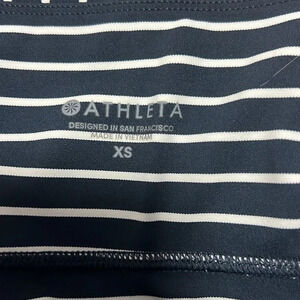 ATHLETA
DESIGNED IN SAN FRANCISCO
MADE IN VIETNAM
XS